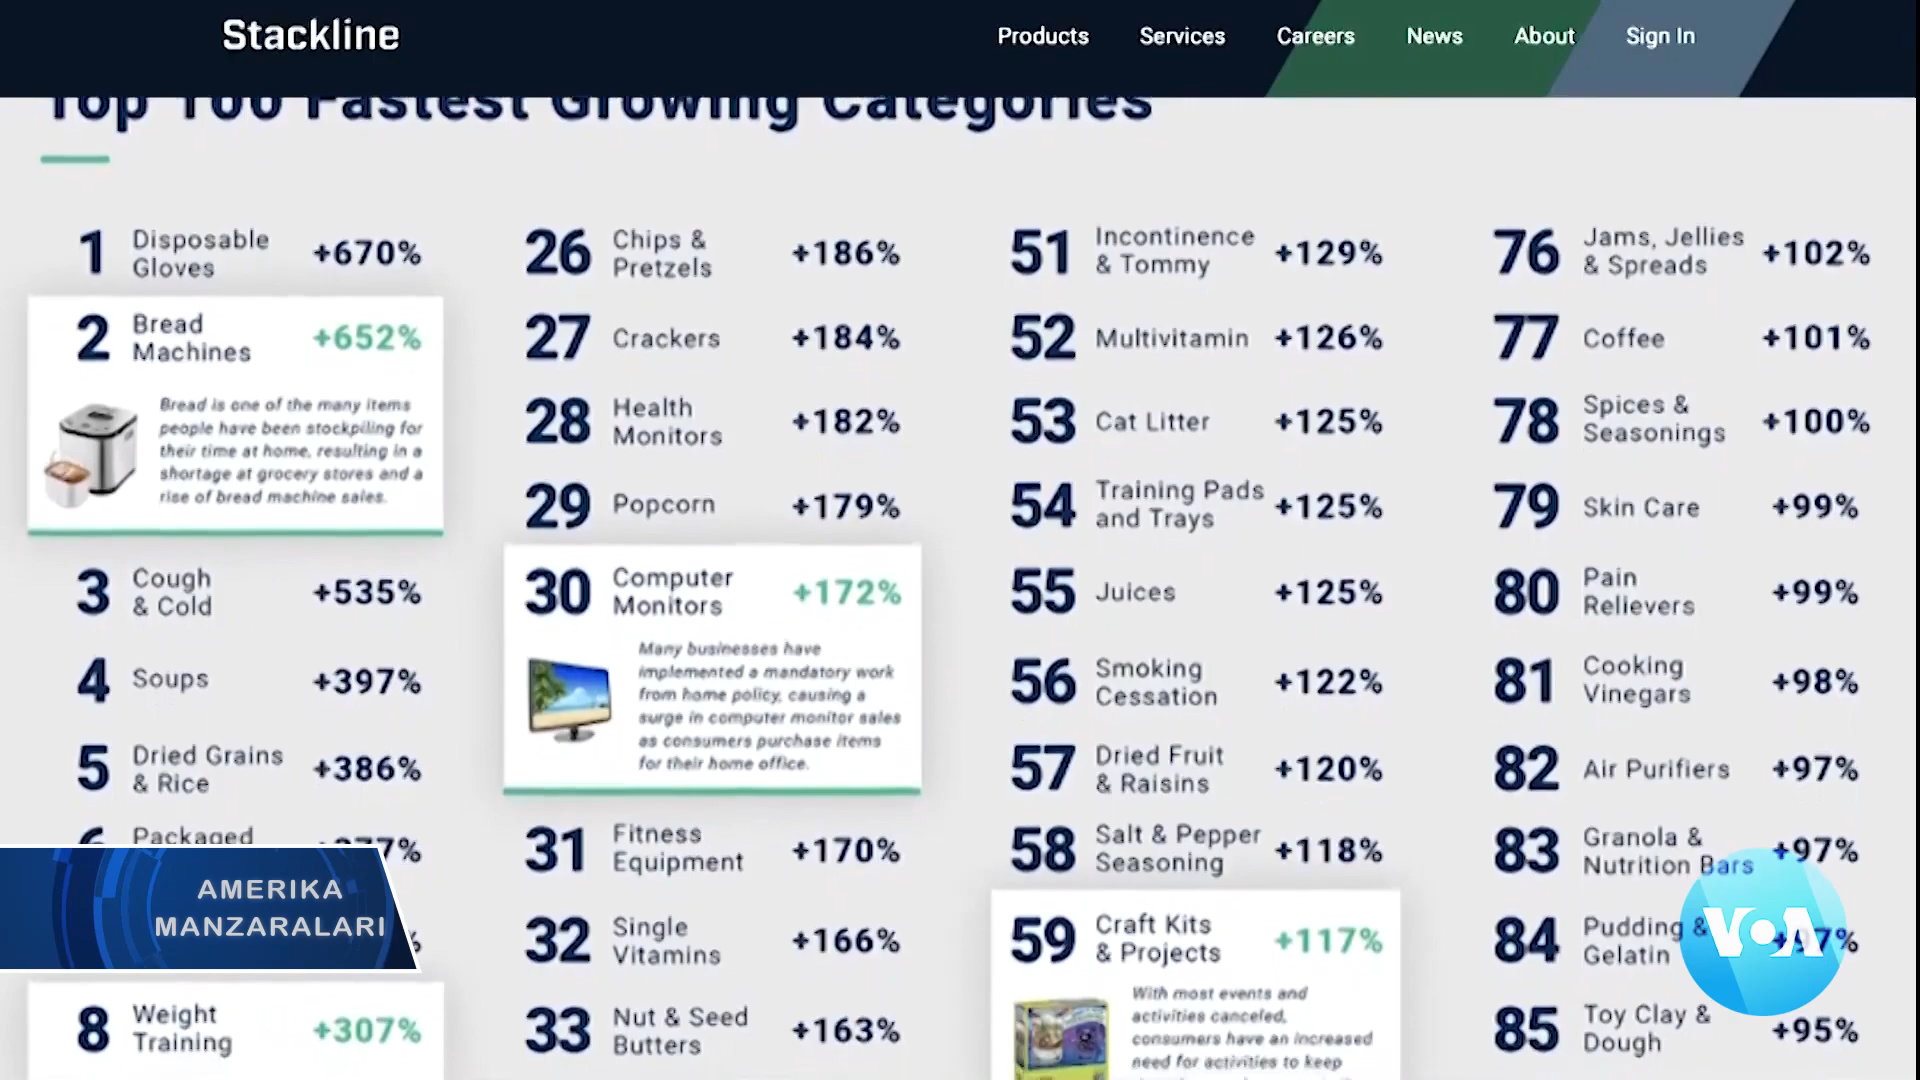 Stackline
Products Services Careers News About Sign In
Top 100 Fastest Growing Categories
1 Disposable Gloves +670%
2 Bread Machines +652%
Bread is one of the many items
people have been stockpiling for
their time at home, resulting in a
shortage at grocery stores and a
rise of bread machine sales.
3 Cough & Cold +535%
4 Soups +397%
5 Dried Grains & Rice +386%
6 Packaged
8 Weight Training +307%
26 Chips & Pretzels +186%
27 Crackers +184%
28 Health Monitors +182%
29 Popcorn +179%
30 Computer Monitors +172%
Many businesses have
implemented a mandatory work
from home policy, causing a
surge in computer monitor sales
as consumers purchase items
for their home office.
31 Fitness Equipment +170%
32 Single Vitamins +166%
33 Nut & Seed Butters +163%
51 Incontinence & Tommy +129%
52 Multivitamin +126%
53 Cat Litter +125%
54 Training Pads and Trays +125%
55 Juices +125%
56 Smoking Cessation +122%
57 Dried Fruit & Raisins +120%
58 Salt & Pepper Seasoning +118%
59 Craft Kits & Projects +117%
With most events and
activities canceled,
consumers have an increased
need for activities to keep
76 Jams, Jellies & Spreads +102%
77 Coffee +101%
78 Spices & Seasonings +100%
79 Skin Care +99%
80 Pain Relievers +99%
81 Cooking Vinegars +98%
82 Air Purifiers +97%
83 Granola & Nutrition Bars +97%
84 Pudding & Gelatin +97%
85 Toy Clay & Dough +95%
AMERIKA
MANZARALARI
VOA